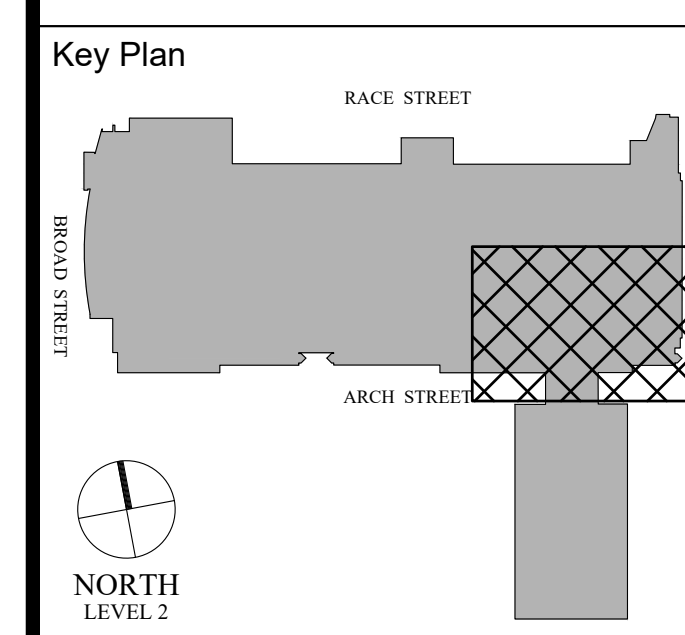 Key Plan
RACE STREET
BROAD STREET
ARCH STREET
NORTH
LEVEL 2